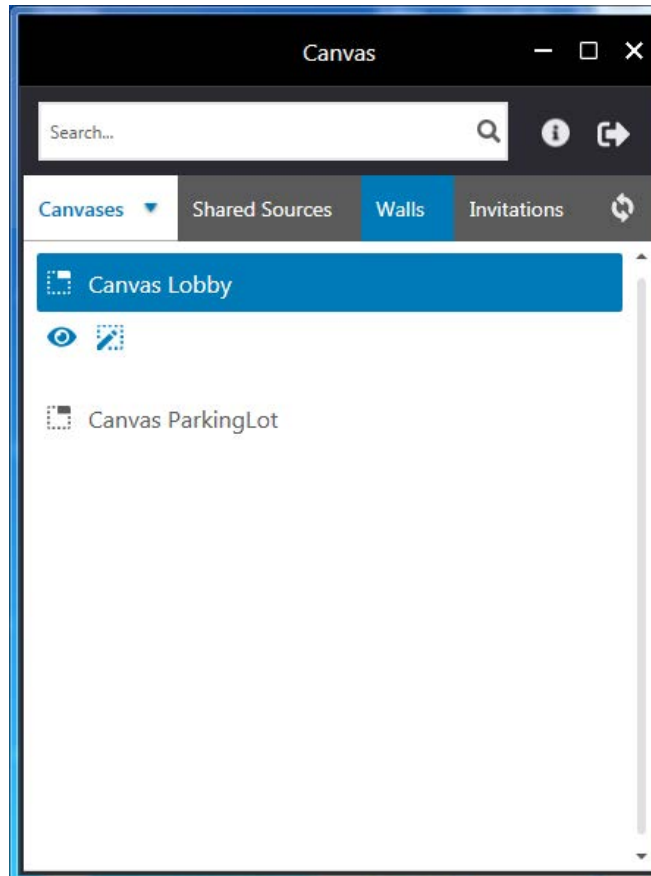 Canvas
Search...
Canvases Shared Sources Walls Invitations
Canvas Lobby
Canvas ParkingLot